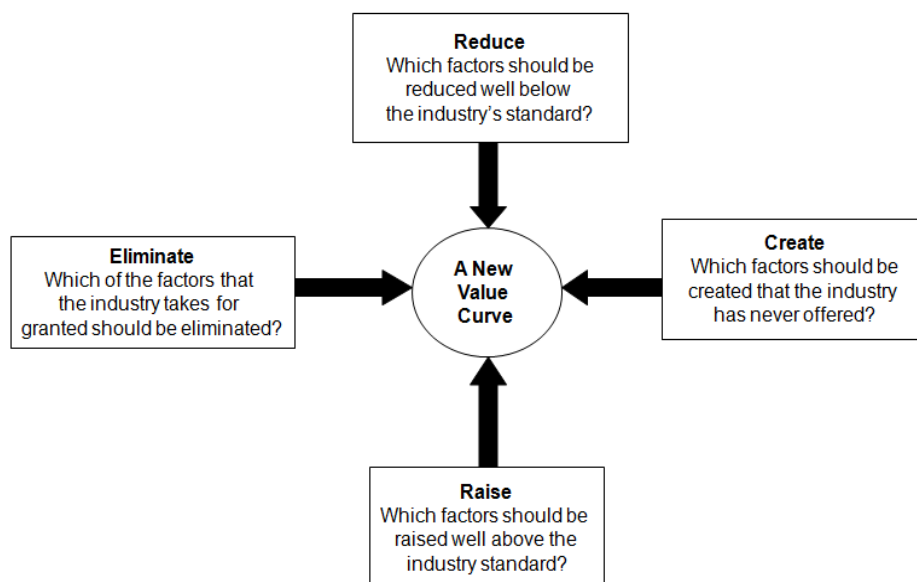 Reduce
Which factors should be
reduced well below
the industry's standard?
Eliminate
Which of the factors that
the industry takes for
granted should be eliminated?
A New
Value
Curve
Create
Which factors should be
created that the industry
has never offered?
Raise
Which factors should be
raised well above the
industry standard?